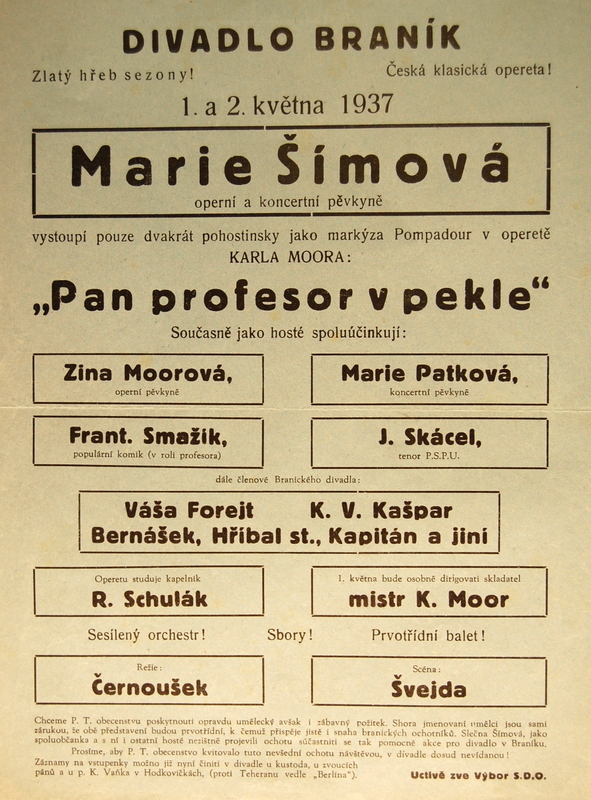 DIVADLO BRANÍK
Zlatý hřeb sezony!
Česká klasická opereta!
1. a 2. května 1937
Marie Šímová
operní a koncertní pěvkyně
vystoupí pouze dvakrát pohostinsky jako markýza Pompadour v operetě
KARLA MOORA:
„Pan profesor v pekle“
Současně jako hosté spoluúčinkují:
Zina Moorová,
operní pěvkyně
Marie Patková,
koncertní pěvkyně
Frant. Smažík,
populární komik (v roli profesora)
J. Skácel,
tenor P.S.P.U.
dále členové Branického divadla:
Váša Forejt K. V. Kašpar
Bernášek, Hříbal st., Kapitán a jiní
Operetu studuje kapelník
R. Schulák
1. května bude osobně dirigovati skladatel
mistr K. Moor
Sesílený orchestr! Sbory! Prvotřídní balet!
Režie:
Černoušek
Scéna:
Švejda
Chceme P. T. obecenstvu poskytnouti opravdu umělecký avšak i zábavný požitek. Shora jmenovaní umělci jsou sami
zárukou, že obě představení budou prvotřídní, k čemuž přispěje jistě i snaha branických ochotníků. Slečna Šímová, jako
spoluobčanka a s ní i ostatní hosté nezištně projevili ochotu súčastniti se tak pomocné akce pro divadlo v Braníku.
Prosíme, aby P. T. obecenstvo kvitovalo tuto nevšední ochotu návštěvou, v divadle dosud nevídanou!
Záznamy na vstupenky možno již nyní činiti v divadle u kustoda, u zvoucích
pánů a u p. K. Vaňka v Hodkovičkách, (proti Teheranu vedle „Berlína“).
Uctivě zve Výbor S.D.O.